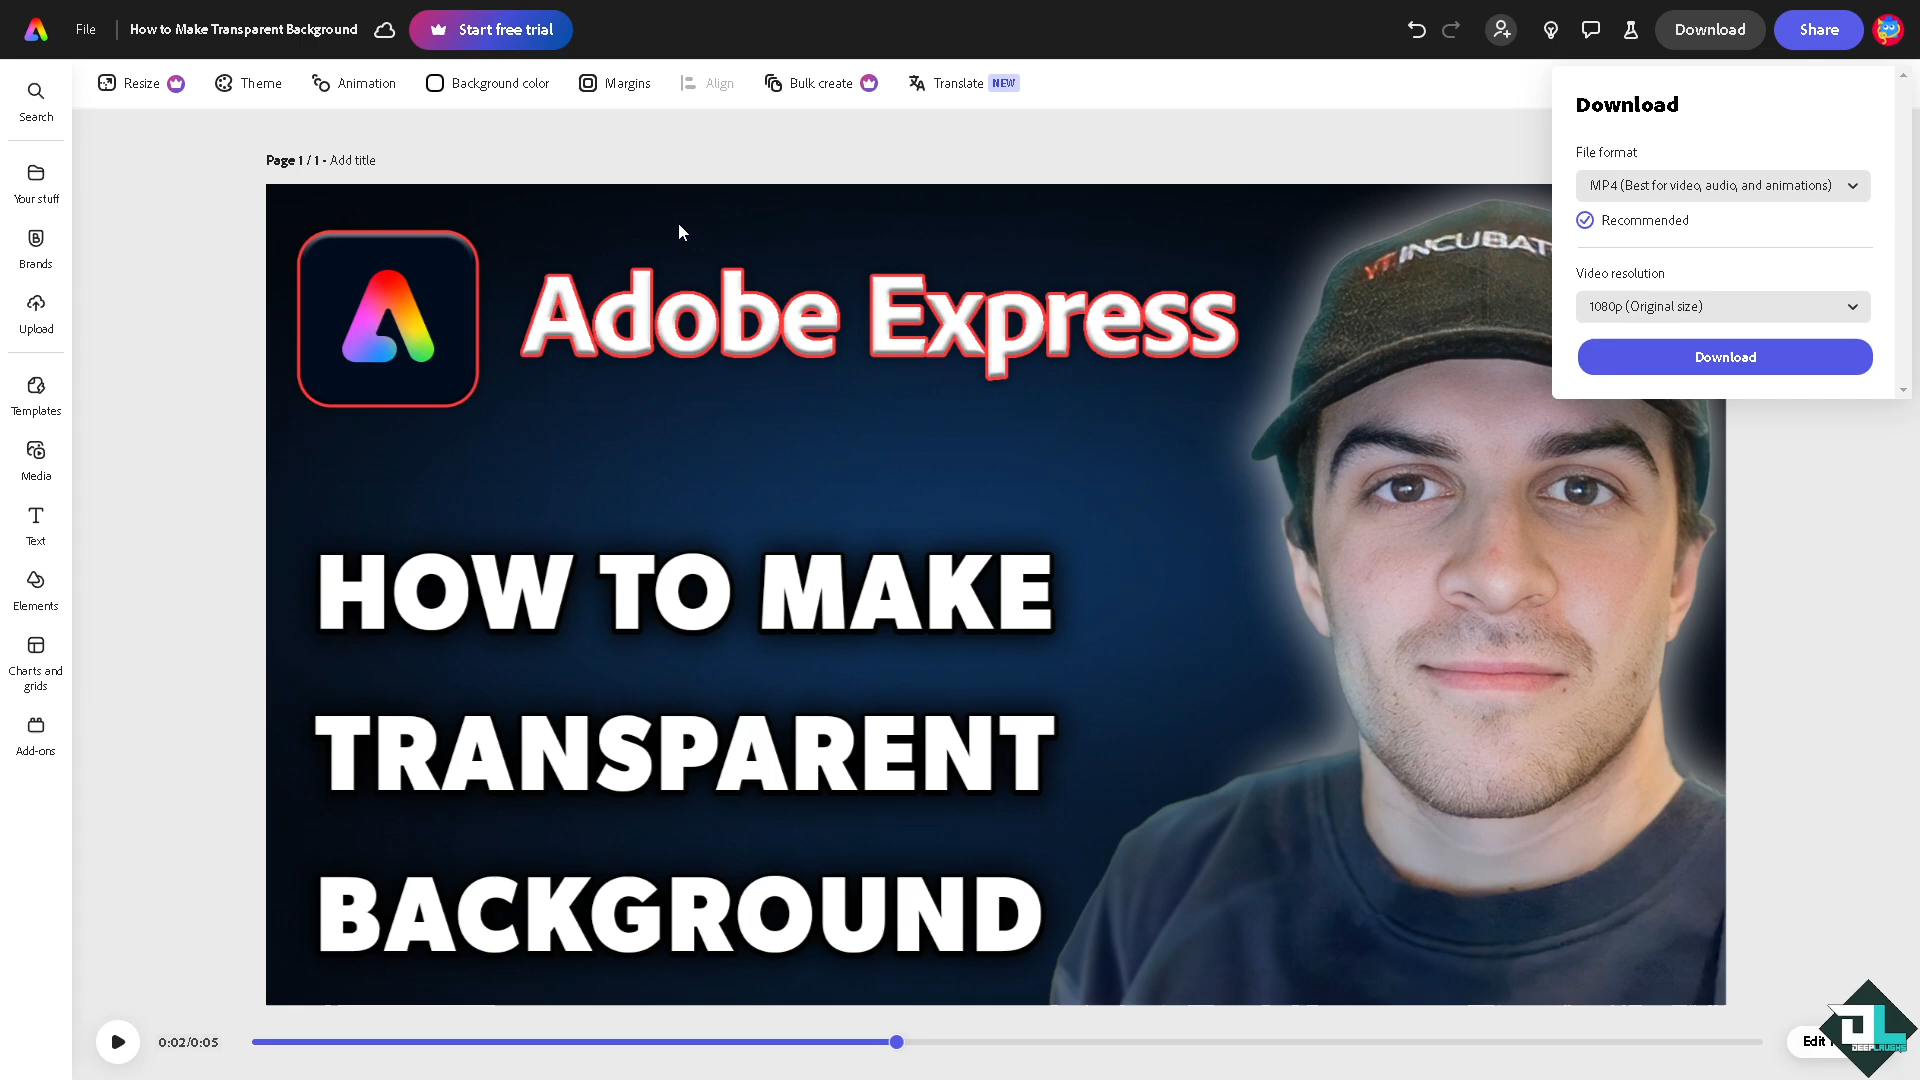 File
How to Make Transparent Background
Start free trial
Download
Share
Resize
Theme
Animation
Background color
Margins
Align
Bulk create
Translate NEW
Search
Your stuff
Brands
Upload
Templates
Media
Text
Elements
Charts and
grids
Add-ons
Page 1 / 1 - Add title
Adobe Express
HOW TO MAKE
TRANSPARENT
BACKGROUND
YT INCUBAT
Download
File format
MP4 (Best for video, audio, and animations)
Recommended
Video resolution
1080p (Original size)
Download
0:02/0:05
Edit
JL
DEEPLAUGHS